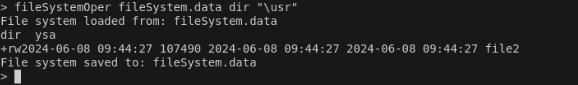 > fileSystemOper fileSystem.data dir "\usr"
File system loaded from: fileSystem.data
dir  ysa
+rw2024-06-08 09:44:27 107490 2024-06-08 09:44:27 2024-06-08 09:44:27 file2
File system saved to: fileSystem.data
>